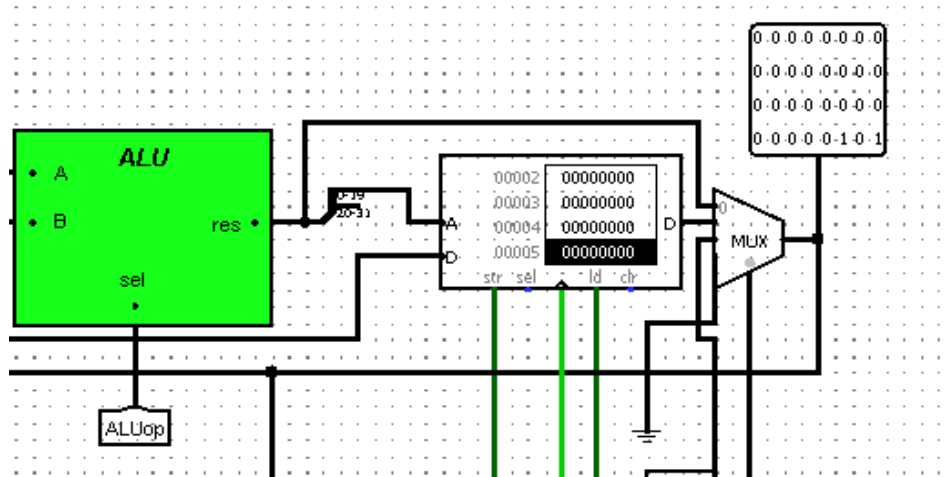 0 0 0 0 0 0 0 0
0 0 0 0 0 0 0 0
0 0 0 0 0 0 0 0
0 0 0 0 0 1 0 1
ALU
A
B
res
sel
ALUop
0-19
20-31
00002 00000000
00003 00000000
00004 00000000
00005 00000000
A
D
D
str sel ld clr
0
MUX